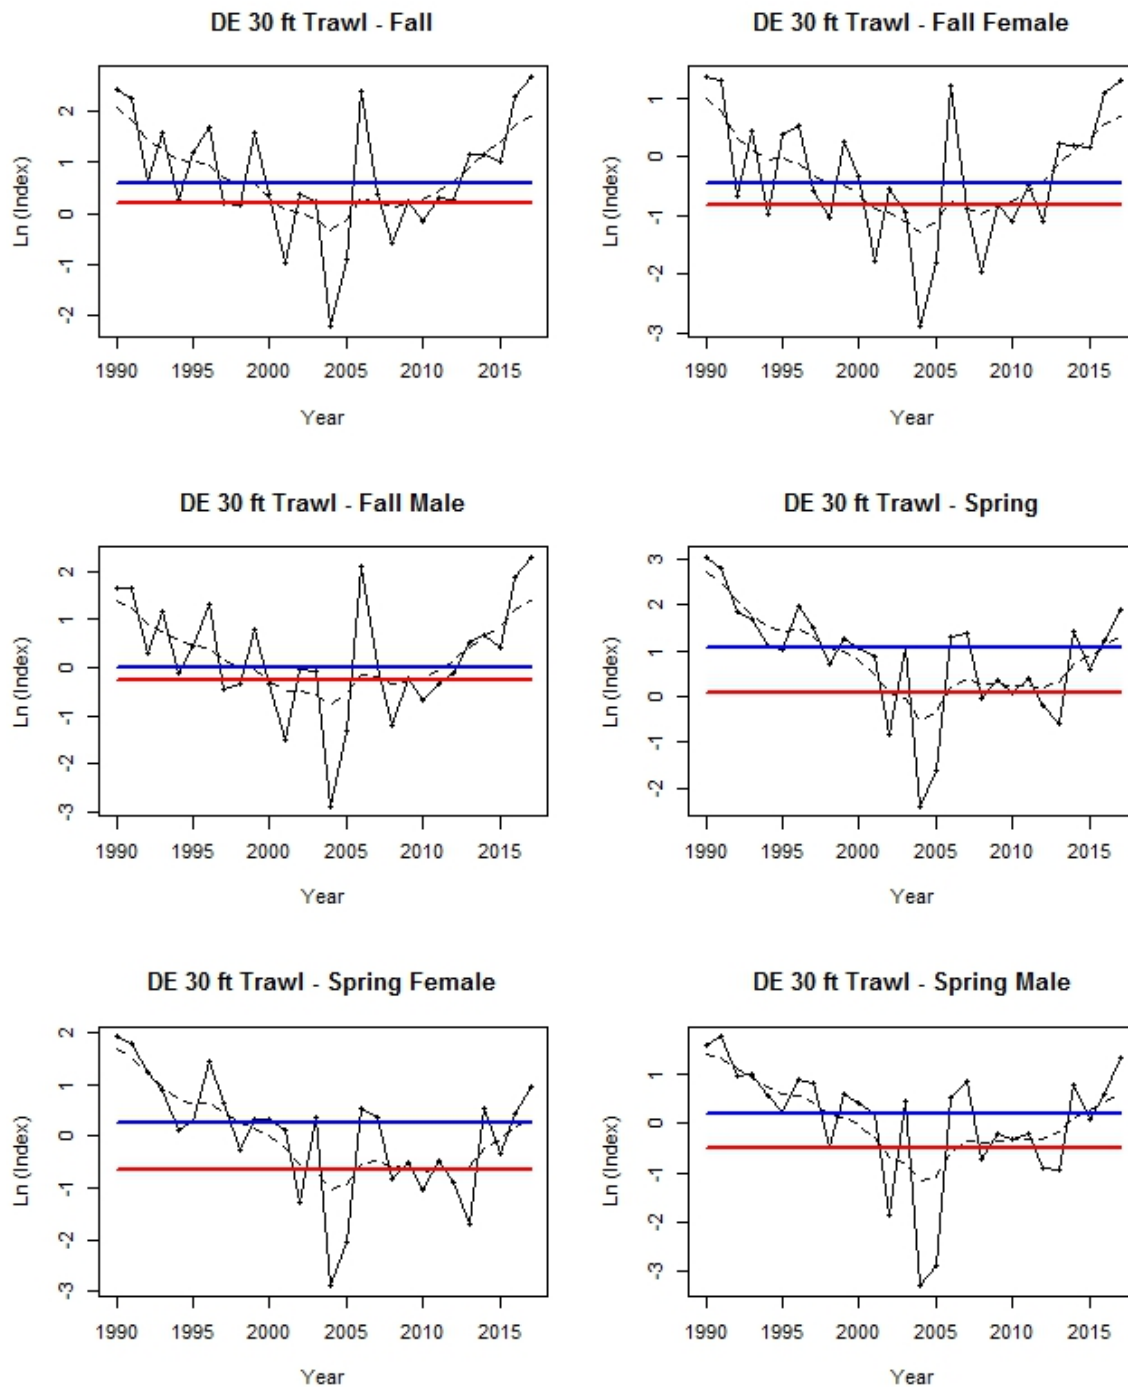 DE 30 ft Trawl - Fall
DE 30 ft Trawl - Fall Female
Ln (Index)
2
1
0
-1
-2
1990 1995 2000 2005 2010 2015
Year
Ln (Index)
1
0
-1
-2
-3
1990 1995 2000 2005 2010 2015
Year
DE 30 ft Trawl - Fall Male
DE 30 ft Trawl - Spring
Ln (Index)
2
1
0
-1
-2
-3
1990 1995 2000 2005 2010 2015
Year
Ln (Index)
3
2
1
0
-1
-2
1990 1995 2000 2005 2010 2015
Year
DE 30 ft Trawl - Spring Female
DE 30 ft Trawl - Spring Male
Ln (Index)
2
1
0
-1
-2
-3
1990 1995 2000 2005 2010 2015
Year
Ln (Index)
1
0
-1
-2
-3
1990 1995 2000 2005 2010 2015
Year